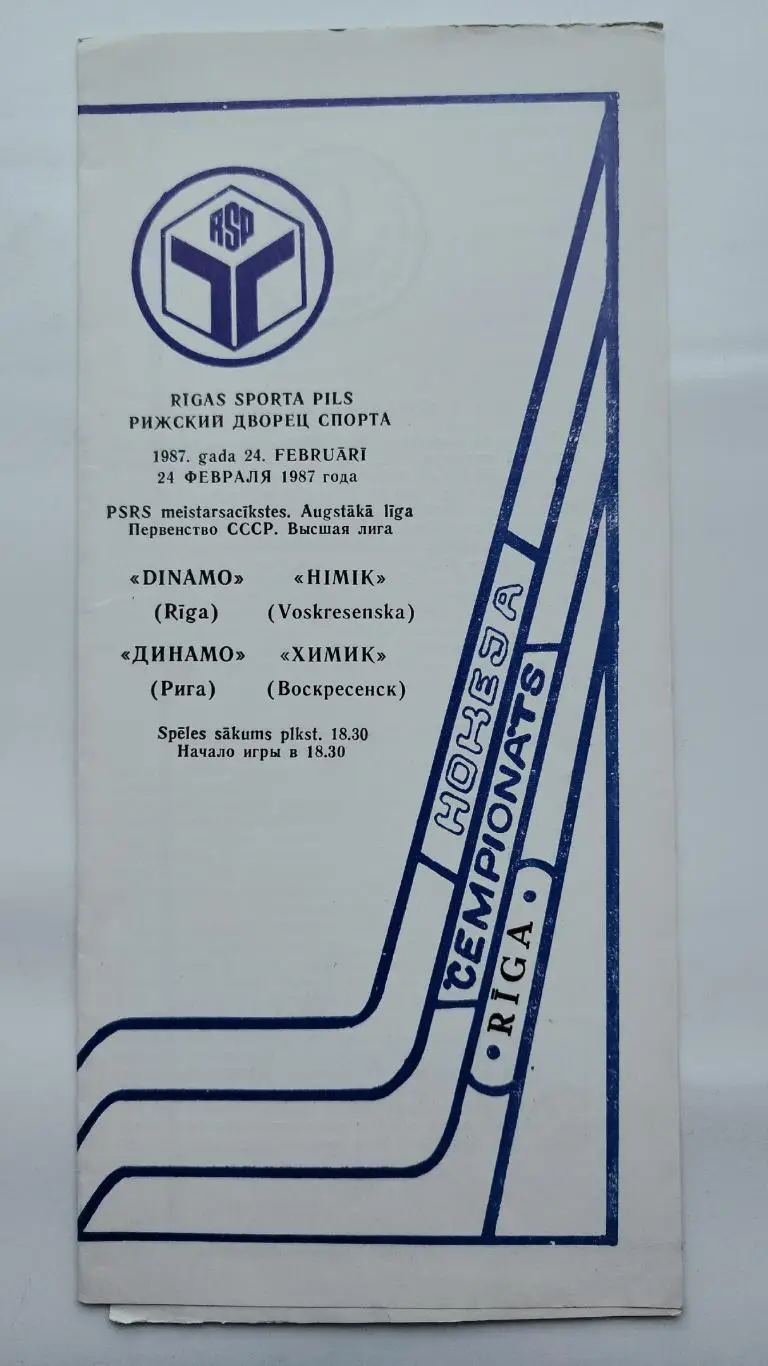 RSP
RĪGAS SPORTA PILS
РИЖСКИЙ ДВОРЕЦ СПОРТА
1987. gada 24. FEBRUĀRĪ
24 ФЕВРАЛЯ 1987 года
PSRS meistarsacīkstes. Augstākā līga
Первенство СССР. Высшая лига
«DINAMO» «HIMIK»
(Rīga) (Voskresenska)
«ДИНАМО» «ХИМИК»
(Рига) (Воскресенск)
Spēles sākums plkst. 18.30
Начало игры в 18.30
HOKEJA
ČEMPIONATS
• RĪGA •